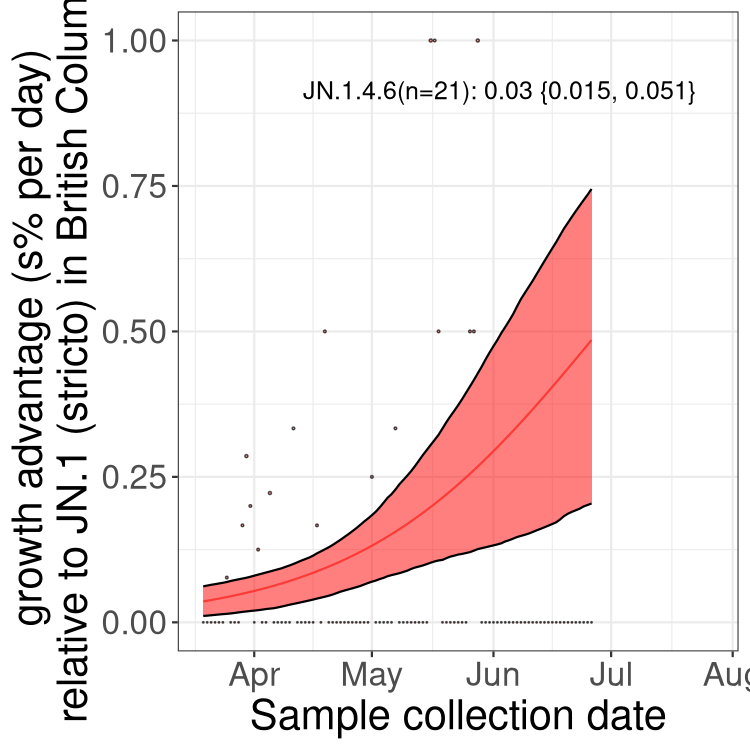 growth advantage (s% per day)
relative to JN.1 (stricto) in British Colum
1.00
0.75
0.50
0.25
0.00
JN.1.4.6(n=21): 0.03 {0.015, 0.051}
Apr May Jun Jul Aug
Sample collection date